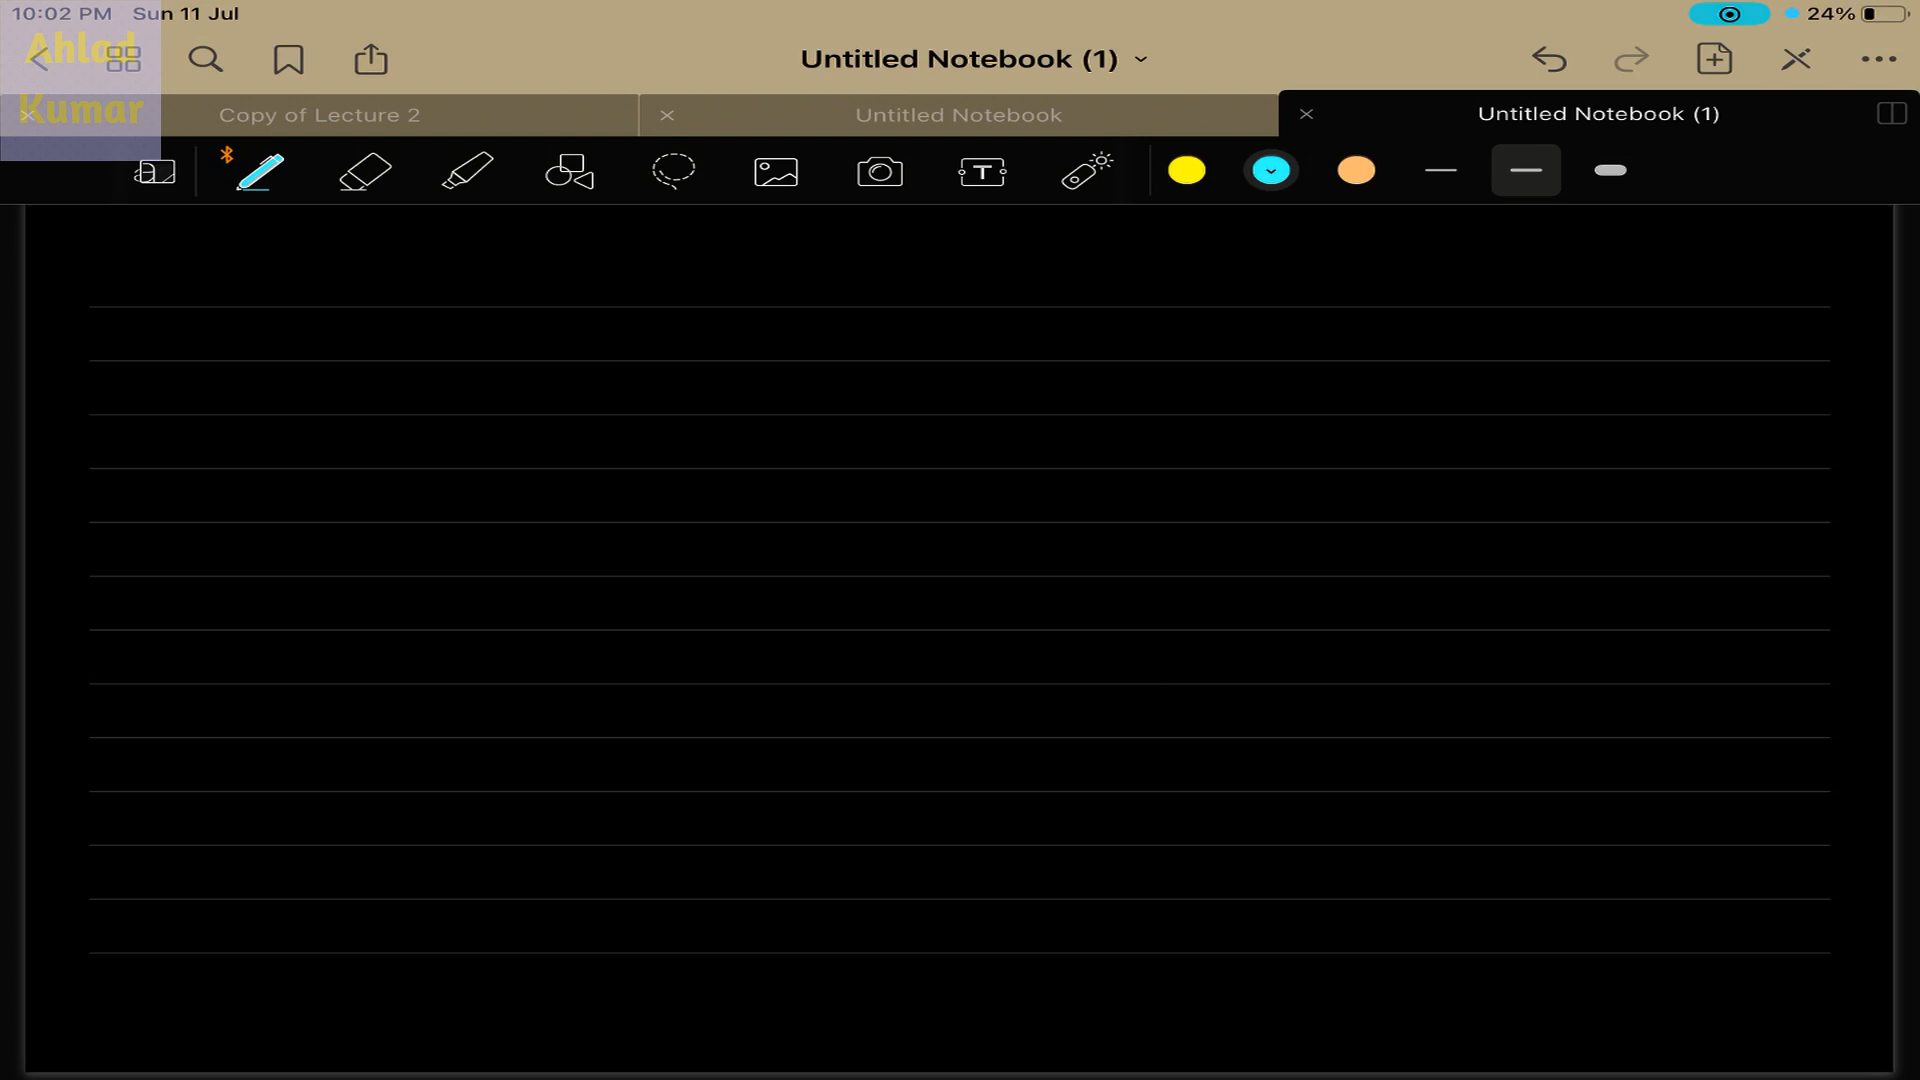 10:02 PM Sun 11 Jul
24%
Ahlad
Kumar
Untitled Notebook (1)
Copy of Lecture 2
Untitled Notebook
Untitled Notebook (1)
a
T